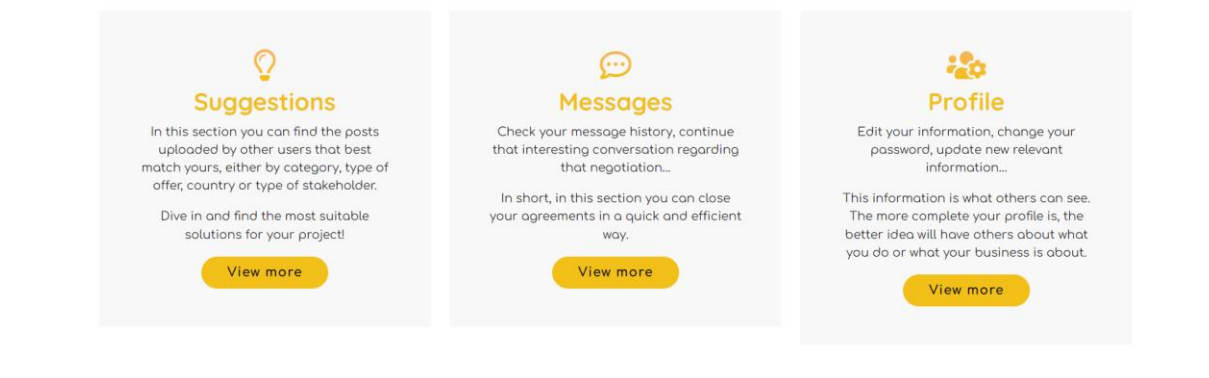 Suggestions
In this section you can find the posts
uploaded by other users that best
match yours, either by category, type of
offer, country or type of stakeholder.
Dive in and find the most suitable
solutions for your project!
View more
Messages
Check your message history, continue
that interesting conversation regarding
that negotiation...
In short, in this section you can close
your agreements in a quick and efficient
way.
View more
Profile
Edit your information, change your
password, update new relevant
information...
This information is what others can see.
The more complete your profile is, the
better idea will have others about what
you do or what your business is about.
View more